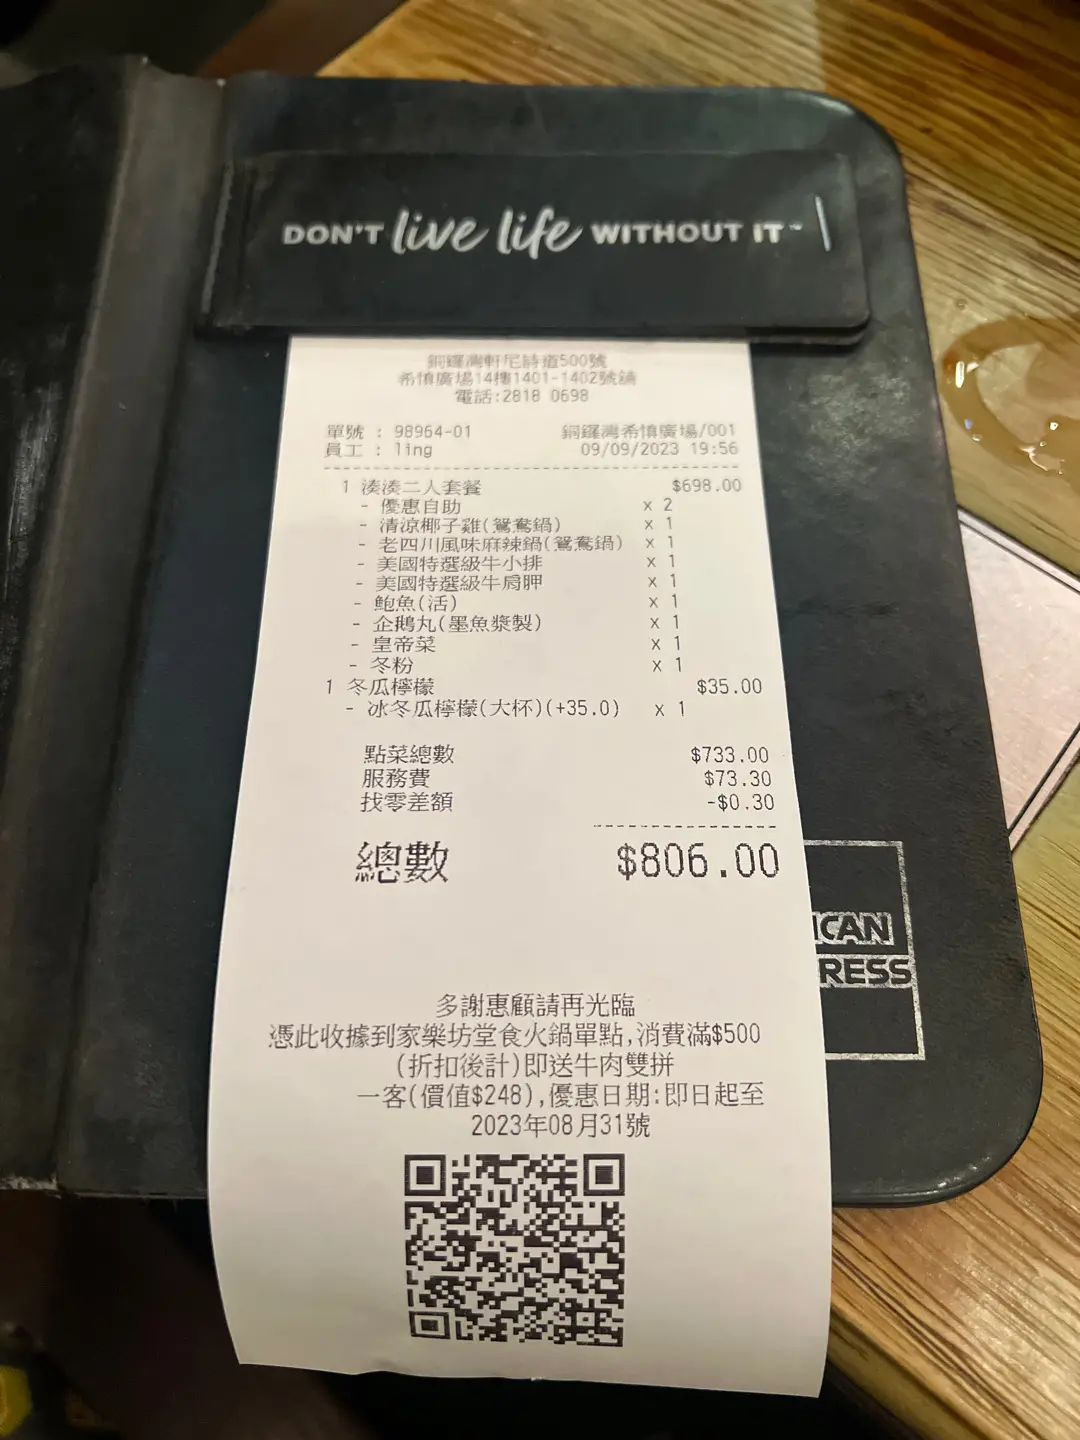 DON'T live life WITHOUT IT™
銅鑼灣軒尼詩道500號
希慎廣場14樓1401-1402號舖
電話:2818 0698
單號 : 98964-01 銅鑼灣希慎廣場/001
員工 : ling 09/09/2023 19:56
1 湊湊二人套餐 $698.00
- 優惠自助 x 2
- 清涼椰子雞(鴛鴦鍋) x 1
- 老四川風味麻辣鍋(鴛鴦鍋) x 1
- 美國特選級牛小排 x 1
- 美國特選級牛肩胛 x 1
- 鮑魚(活) x 1
- 企鵝丸(墨魚漿製) x 1
- 皇帝菜 x 1
- 冬粉 x 1
1 冬瓜檸檬 $35.00
- 冰冬瓜檸檬(大杯)(+35.0) x 1
點菜總數 $733.00
服務費 $73.30
找零差額 -$0.30
總數 $806.00
ICAN
RESS
多謝惠顧請再光臨
憑此收據到家樂坊堂食火鍋單點,消費滿$500
(折扣後計)即送牛肉雙拼
一客(價值$248),優惠日期:即日起至
2023年08月31號